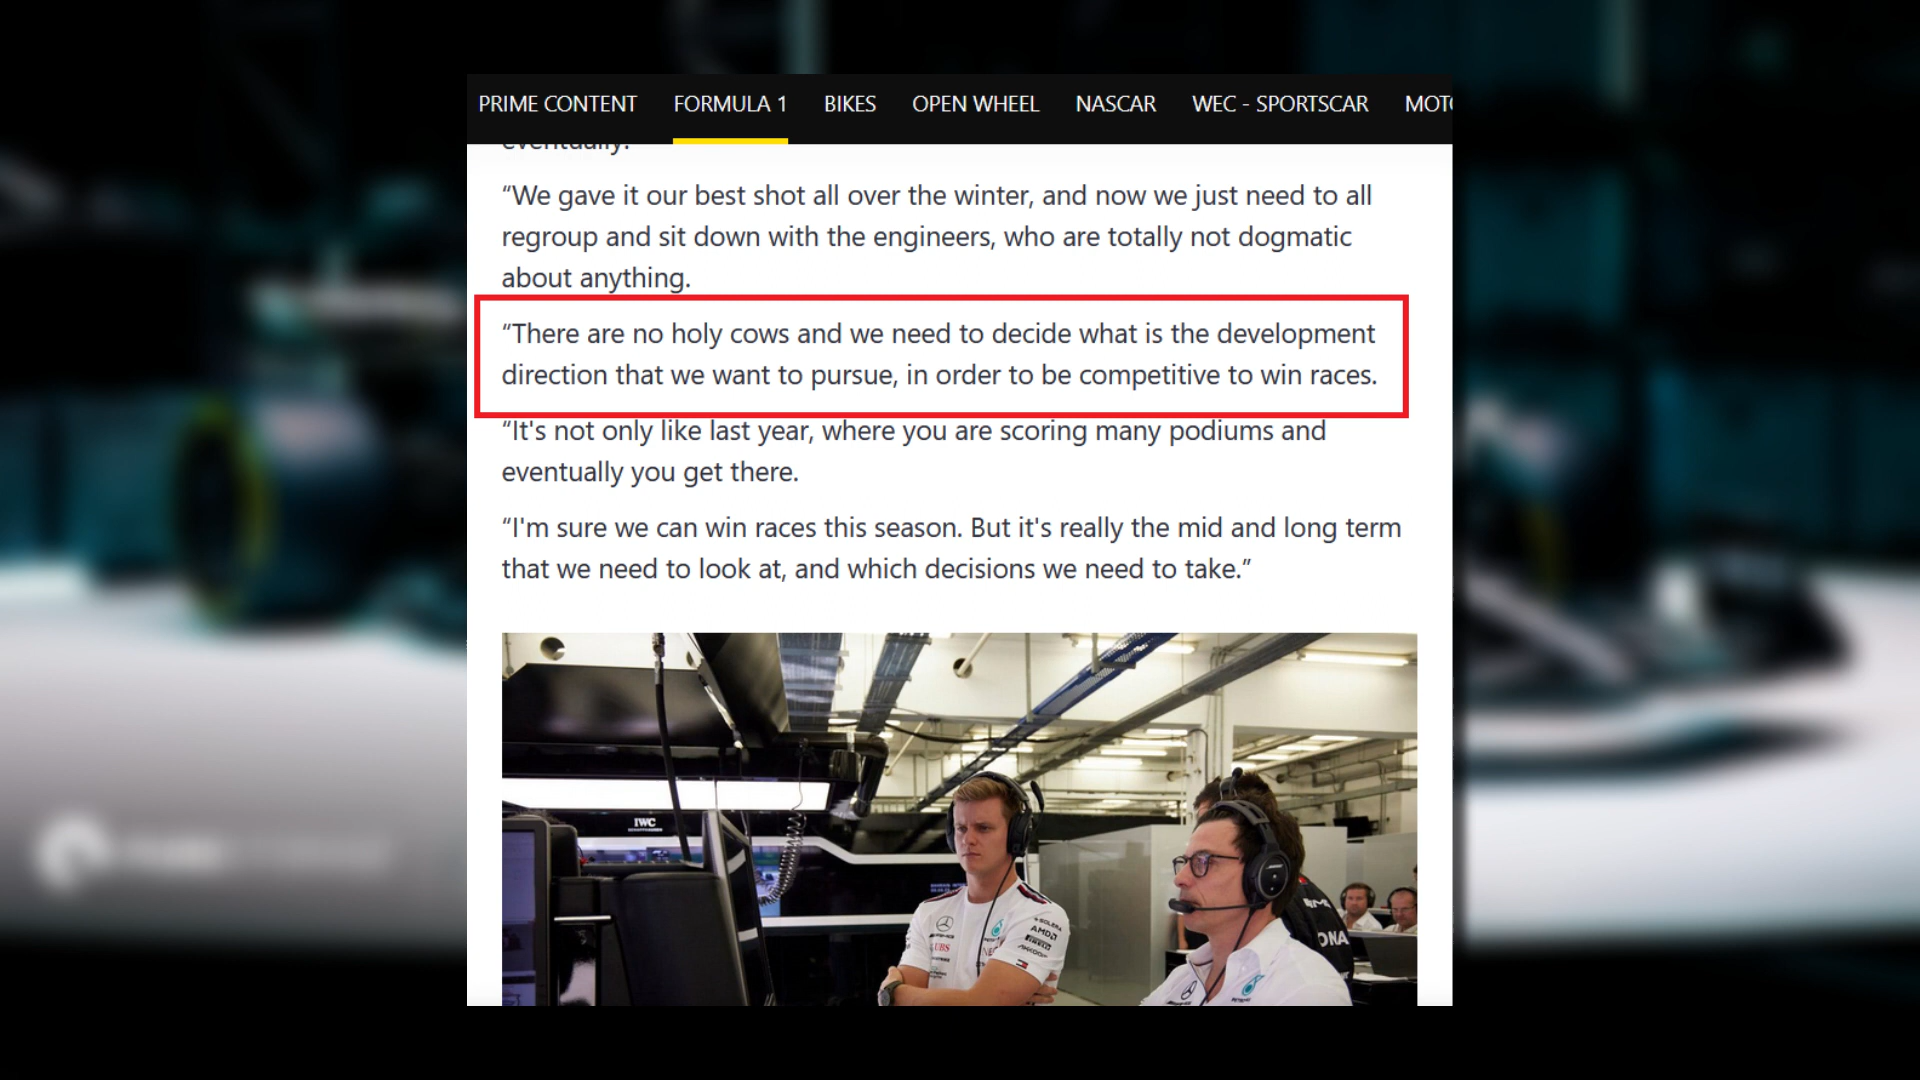 PRIME CONTENT FORMULA 1 BIKES OPEN WHEEL NASCAR WEC - SPORTSCAR MOTO
eventually.
“We gave it our best shot all over the winter, and now we just need to all
regroup and sit down with the engineers, who are totally not dogmatic
about anything.
“There are no holy cows and we need to decide what is the development
direction that we want to pursue, in order to be competitive to win races.
“It's not only like last year, where you are scoring many podiums and
eventually you get there.
“I'm sure we can win races this season. But it's really the mid and long term
that we need to look at, and which decisions we need to take.”
IWC
AMD
PIRELLI